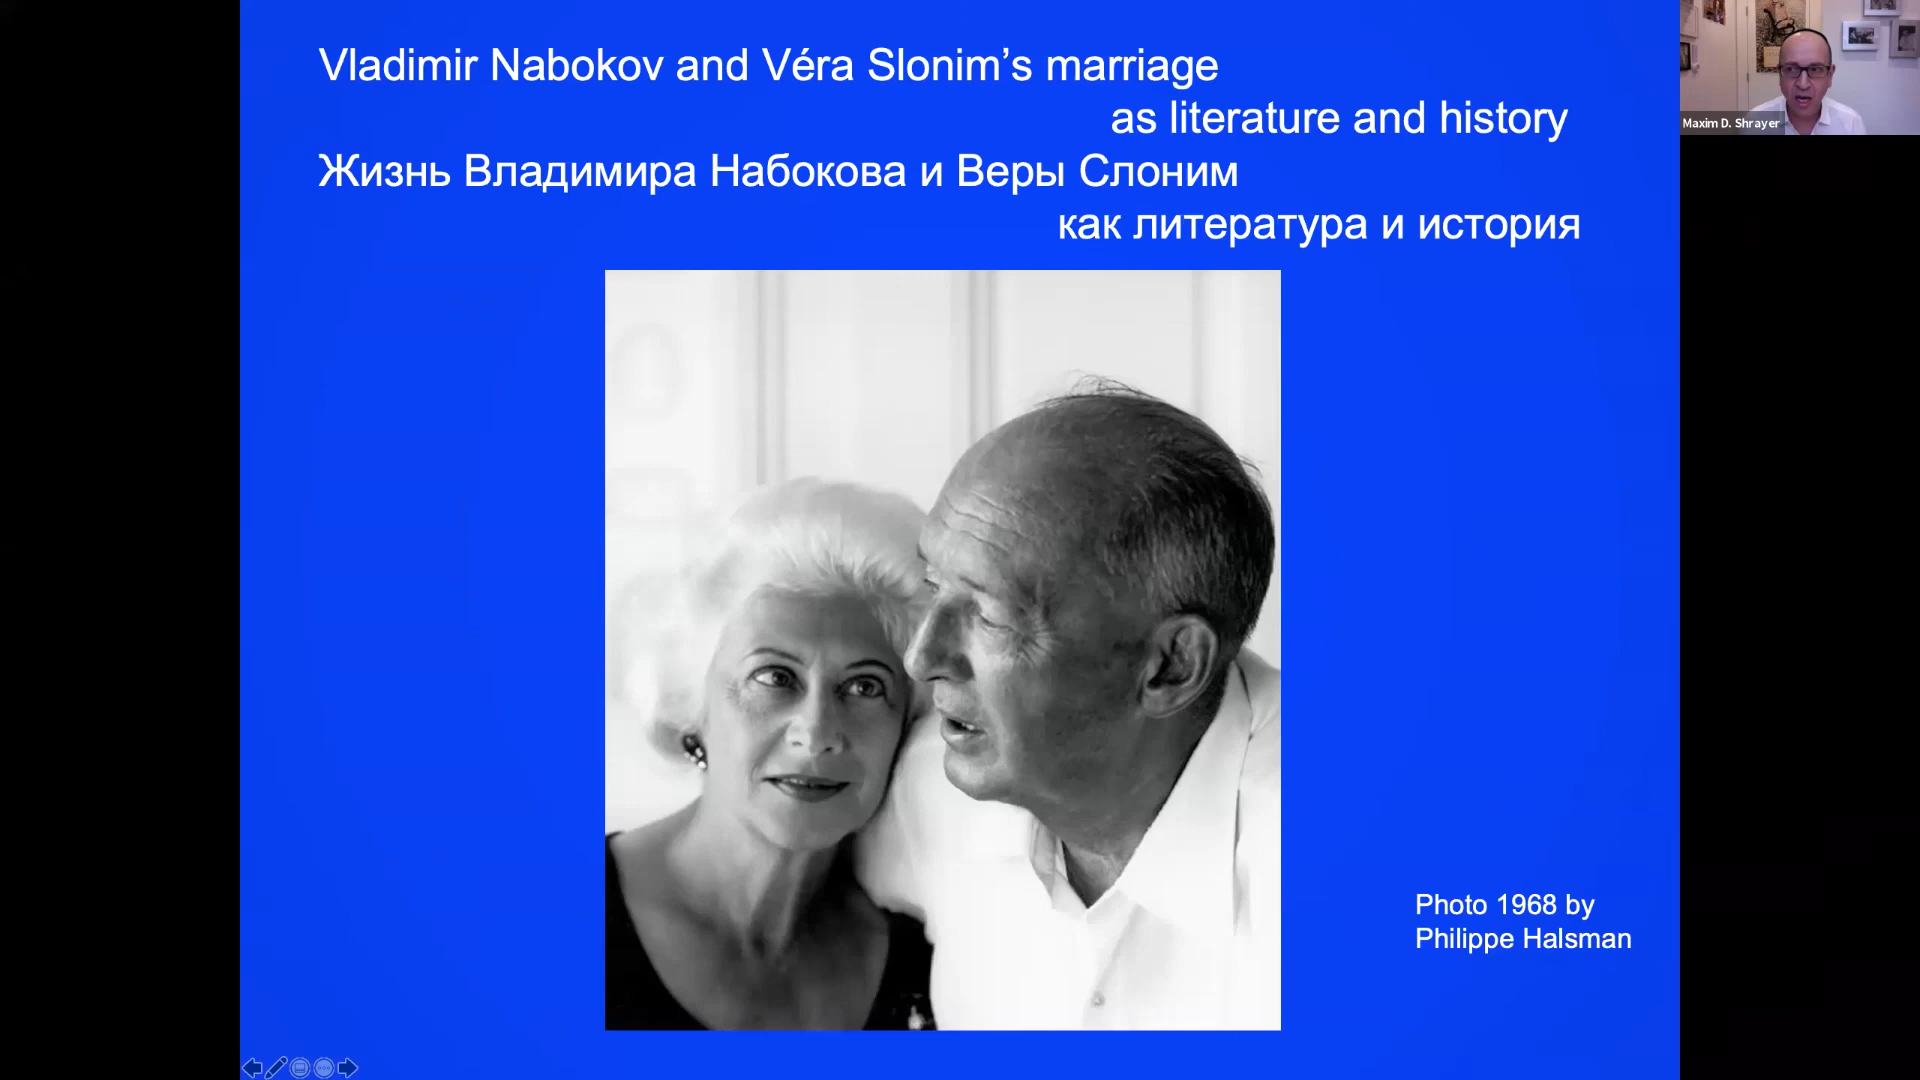 Vladimir Nabokov and Véra Slonim’s marriage
as literature and history
Жизнь Владимира Набокова и Веры Слоним
как литература и история
Photo 1968 by
Philippe Halsman
Maxim D. Shrayer